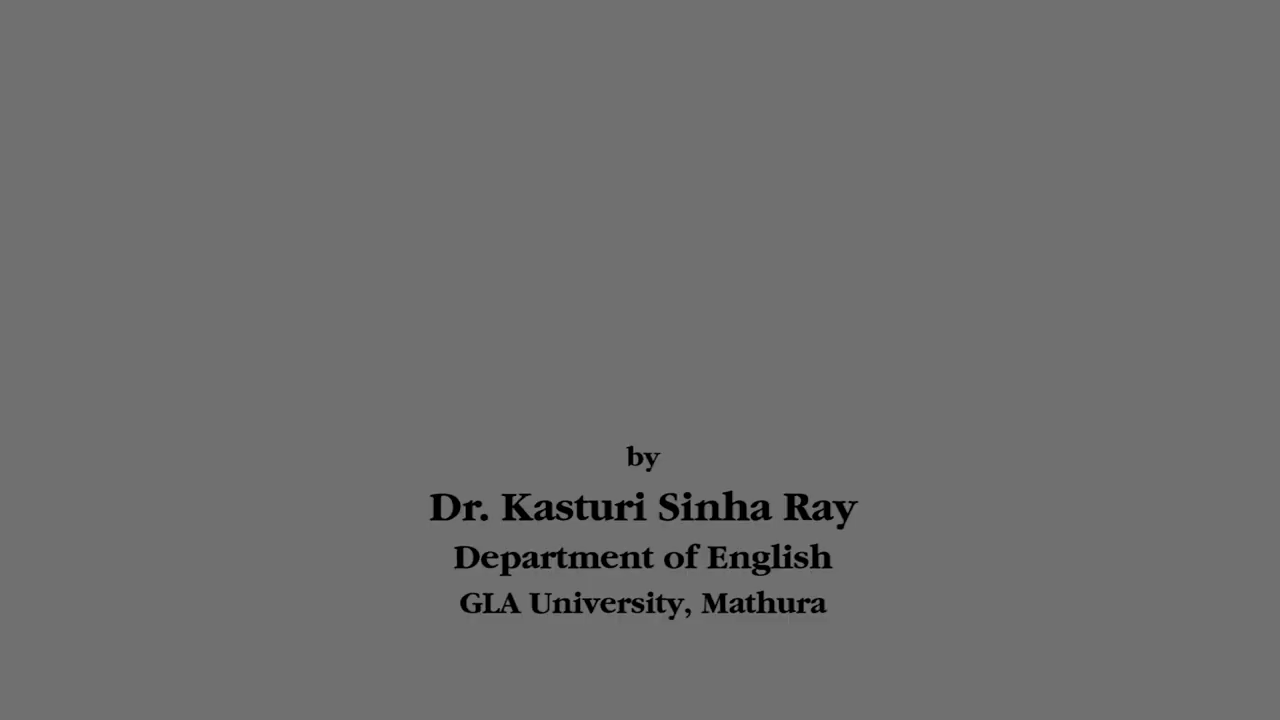 by
Dr. Kasturi Sinha Ray
Department of English
GLA University, Mathura